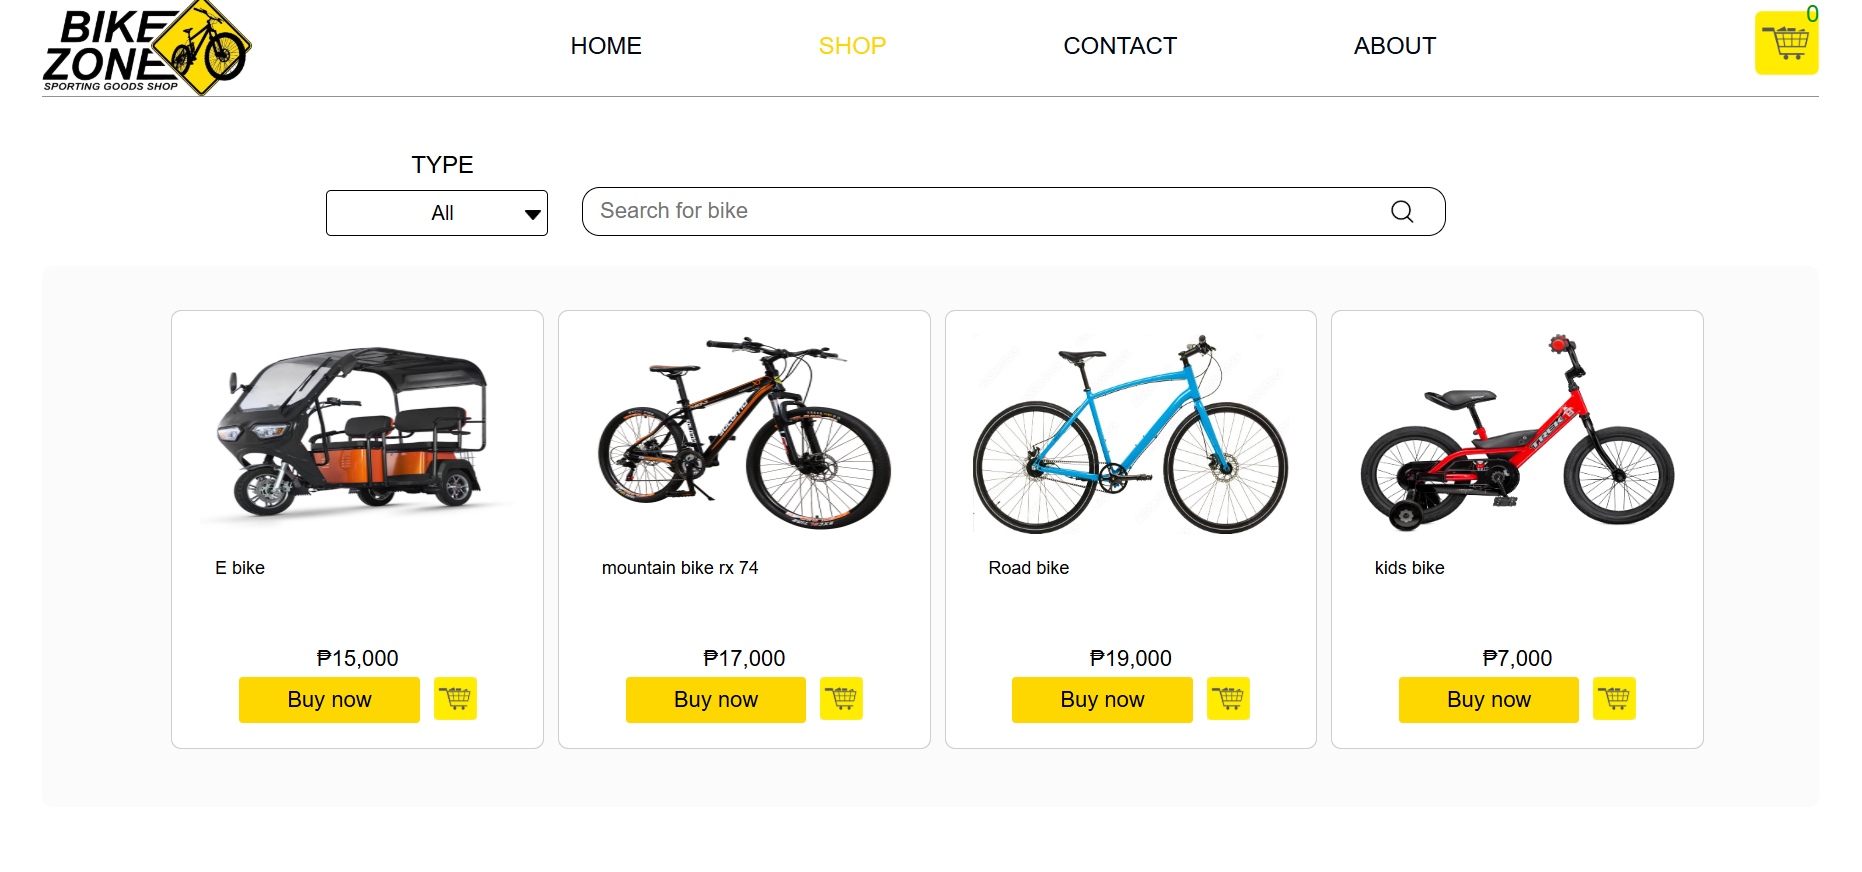 BIKE
ZONE
SPORTING GOODS SHOP
HOME
SHOP
CONTACT
ABOUT
0
TYPE
All
Search for bike
TREK
E bike
mountain bike rx 74
Road bike
kids bike
₱15,000
₱17,000
₱19,000
₱7,000
Buy now
Buy now
Buy now
Buy now